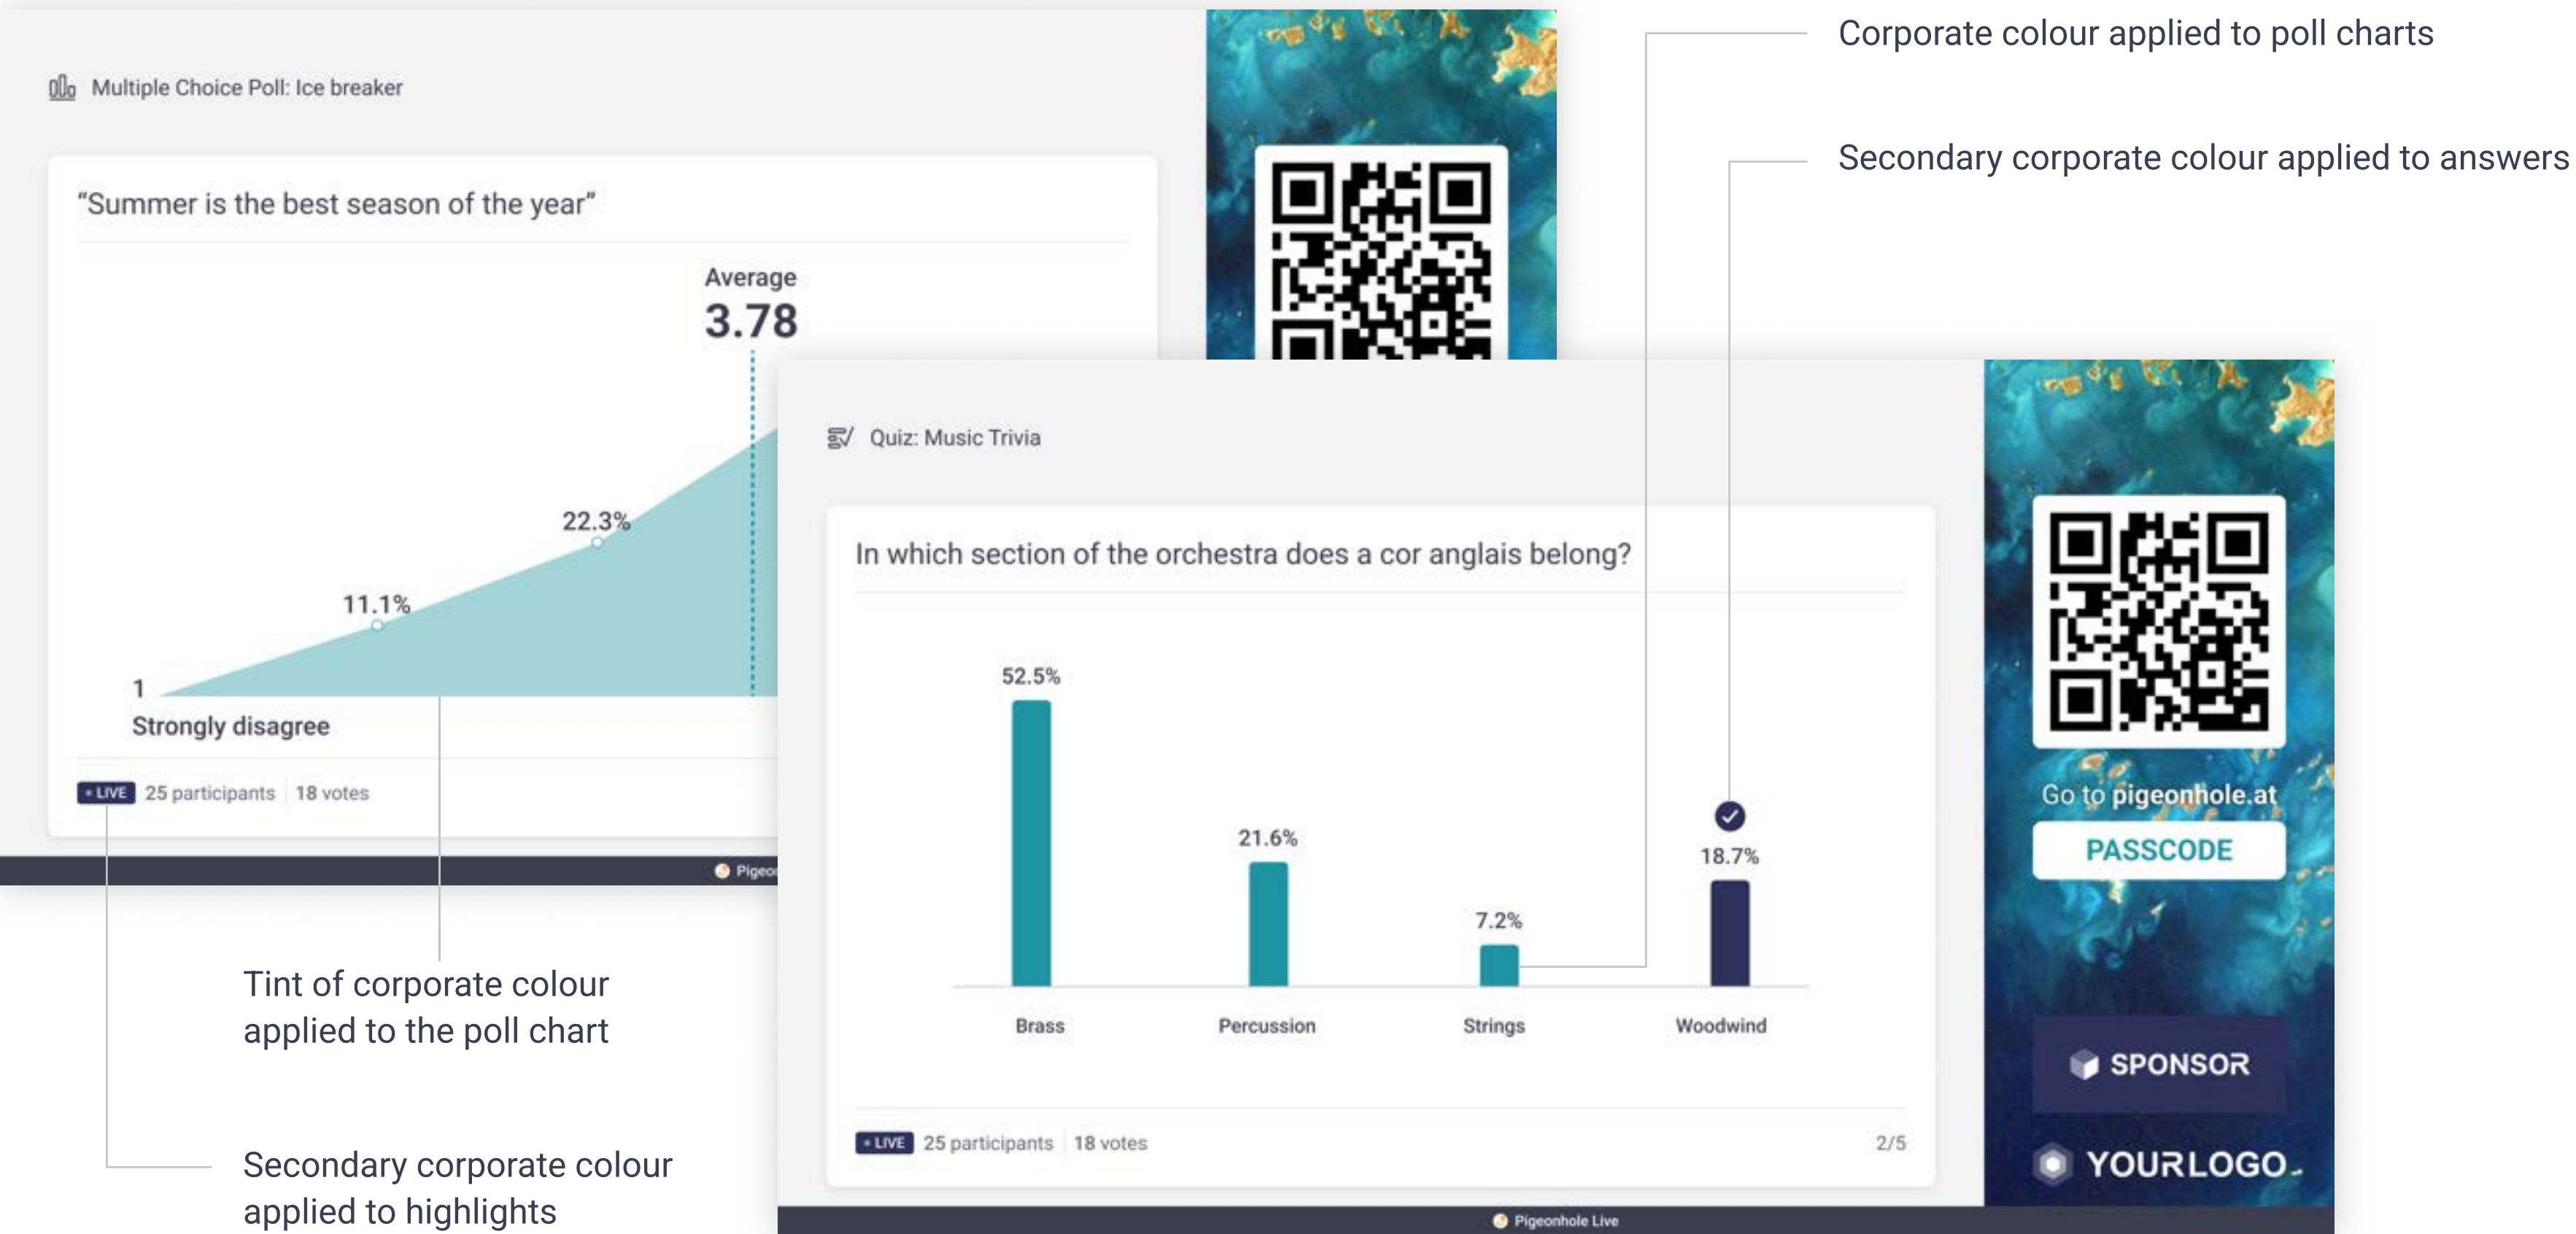 Multiple Choice Poll: Ice breaker
“Summer is the best season of the year”
Average
3.78
22.3%
11.1%
1
Strongly disagree
LIVE 25 participants 18 votes
Corporate colour applied to poll charts
Secondary corporate colour applied to answers
Quiz: Music Trivia
In which section of the orchestra does a cor anglais belong?
52.5%
21.6%
7.2%
18.7%
Brass Percussion Strings Woodwind
LIVE 25 participants 18 votes 2/5
Pigeonhole Live
Go to pigeonhole.at
PASSCODE
SPONSOR
YOURLOGO
Tint of corporate colour
applied to the poll chart
Secondary corporate colour
applied to highlights